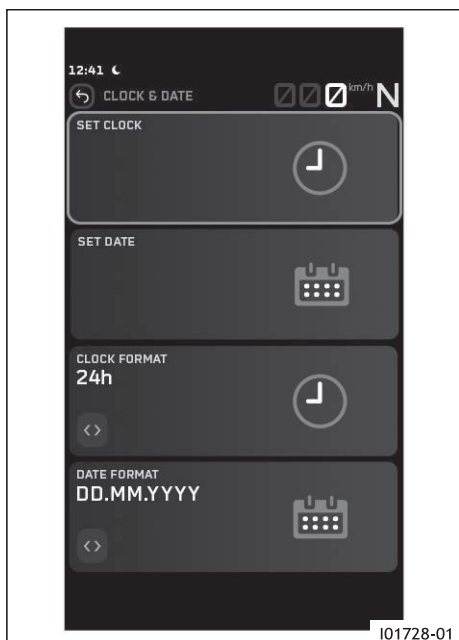 12:41
CLOCK & DATE 000 km/h N
SET CLOCK
SET DATE
CLOCK FORMAT
24h
DATE FORMAT
DD.MM.YYYY
I01728-01